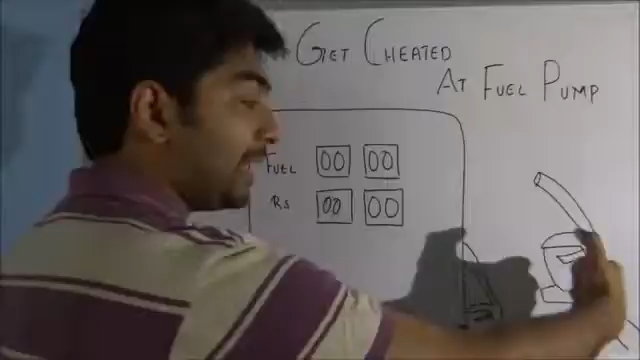 GET CHEATED
AT FUEL PUMP
FUEL 00 00
RS 00 00